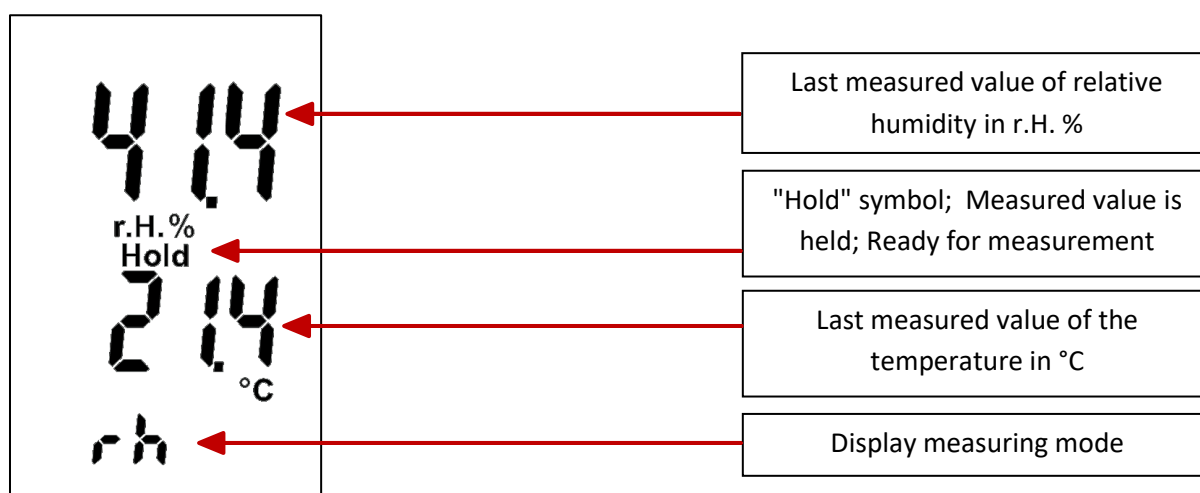 41.4
r.H.%
Hold
21.4
°C
rh
Last measured value of relative
humidity in r.H. %
"Hold" symbol;  Measured value is
held; Ready for measurement
Last measured value of the
temperature in °C
Display measuring mode